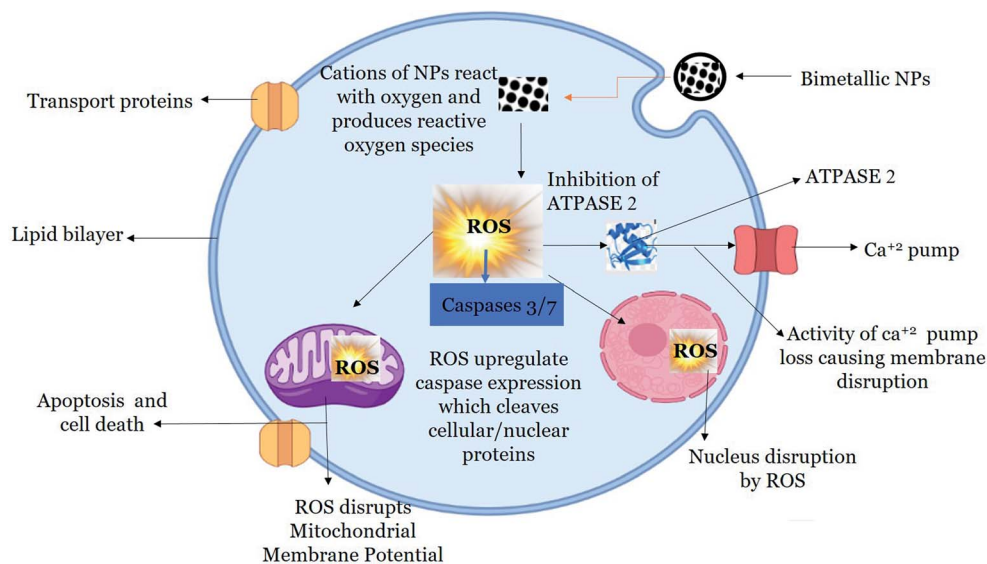 Cations of NPs react
with oxygen and
produces reactive
oxygen species
Bimetallic NPs
Transport proteins
Inhibition of
ATPASE 2
ATPASE 2
ROS
Lipid bilayer
Ca⁺² pump
Caspases 3/7
Activity of ca⁺² pump
loss causing membrane
disruption
ROS
ROS
ROS upregulate
caspase expression
which cleaves
cellular/nuclear
proteins
Apoptosis and
cell death
Nucleus disruption
by ROS
ROS disrupts
Mitochondrial
Membrane Potential